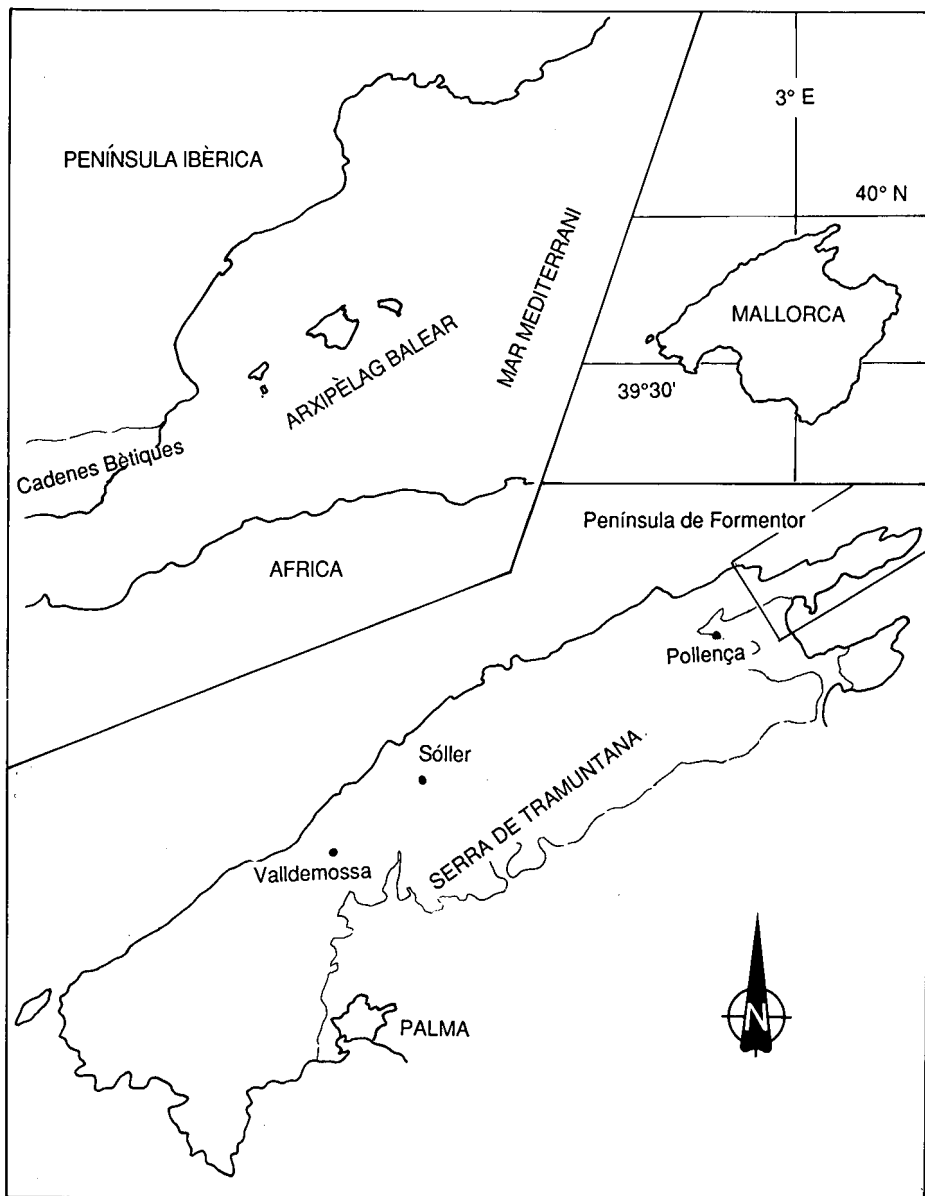 PENÍNSULA IBÈRICA
MAR MEDITERRANI
ARXIPÈLAG BALEAR
Cadenes Bètiques
AFRICA
3° E
40° N
MALLORCA
39°30'
Península de Formentor
Pollença
Sóller
SERRA DE TRAMUNTANA
Valldemossa
PALMA
N